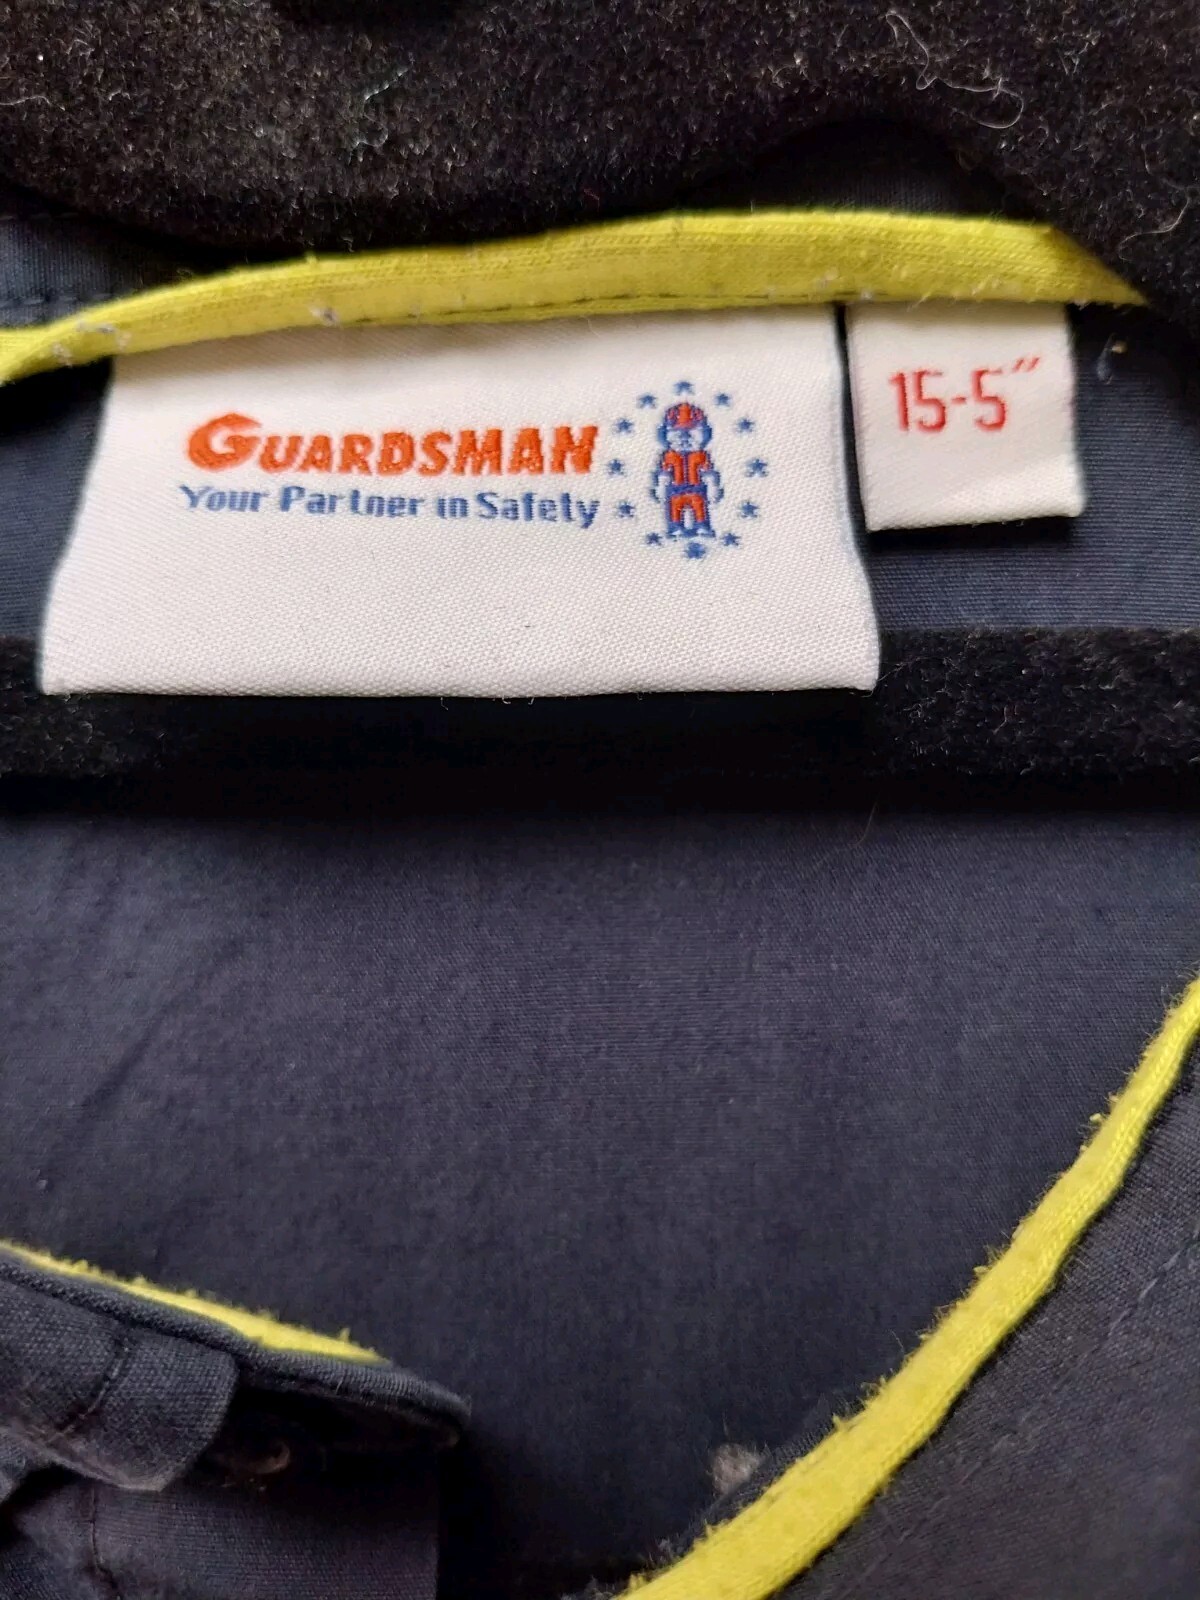 GUARDSMAN
Your Partner in Safety
15-5"